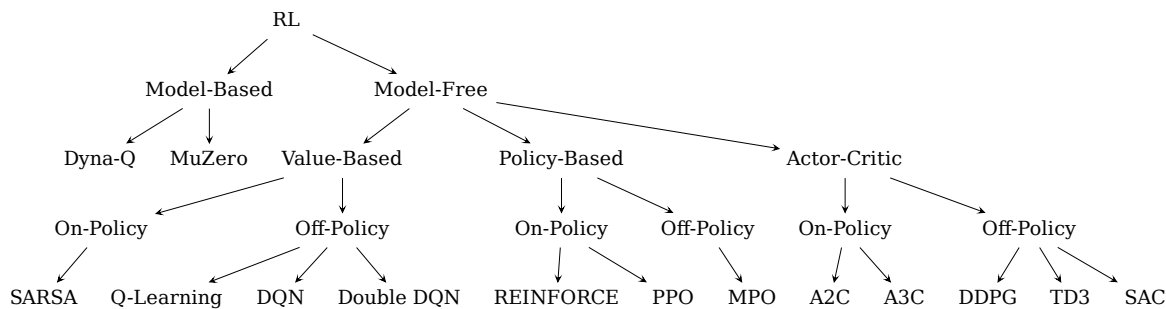 RL
Model-Based Model-Free
Dyna-Q MuZero Value-Based Policy-Based Actor-Critic
On-Policy Off-Policy On-Policy Off-Policy On-Policy Off-Policy
SARSA Q-Learning DQN Double DQN REINFORCE PPO MPO A2C A3C DDPG TD3 SAC